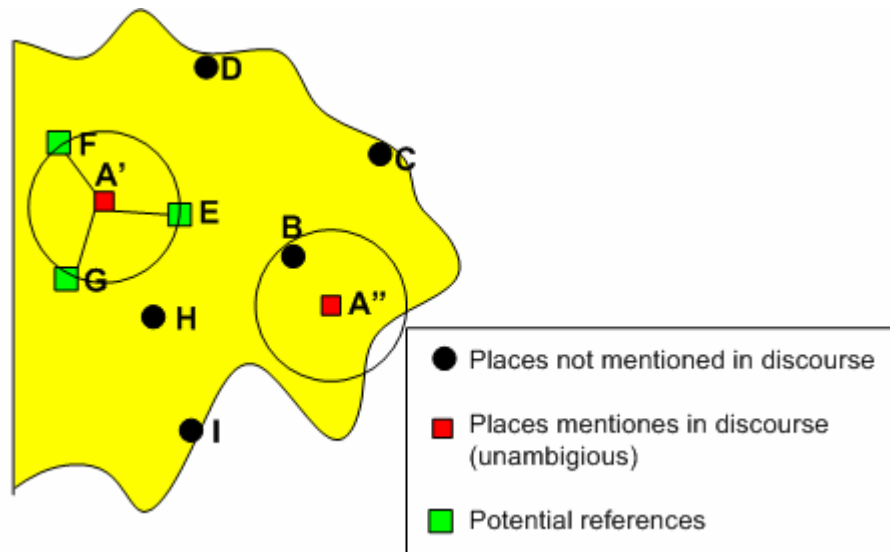 D
C
F
A’
E
B
G
A’’
H
I
Places not mentioned in discourse
Places mentiones in discourse
(unambigious)
Potential references